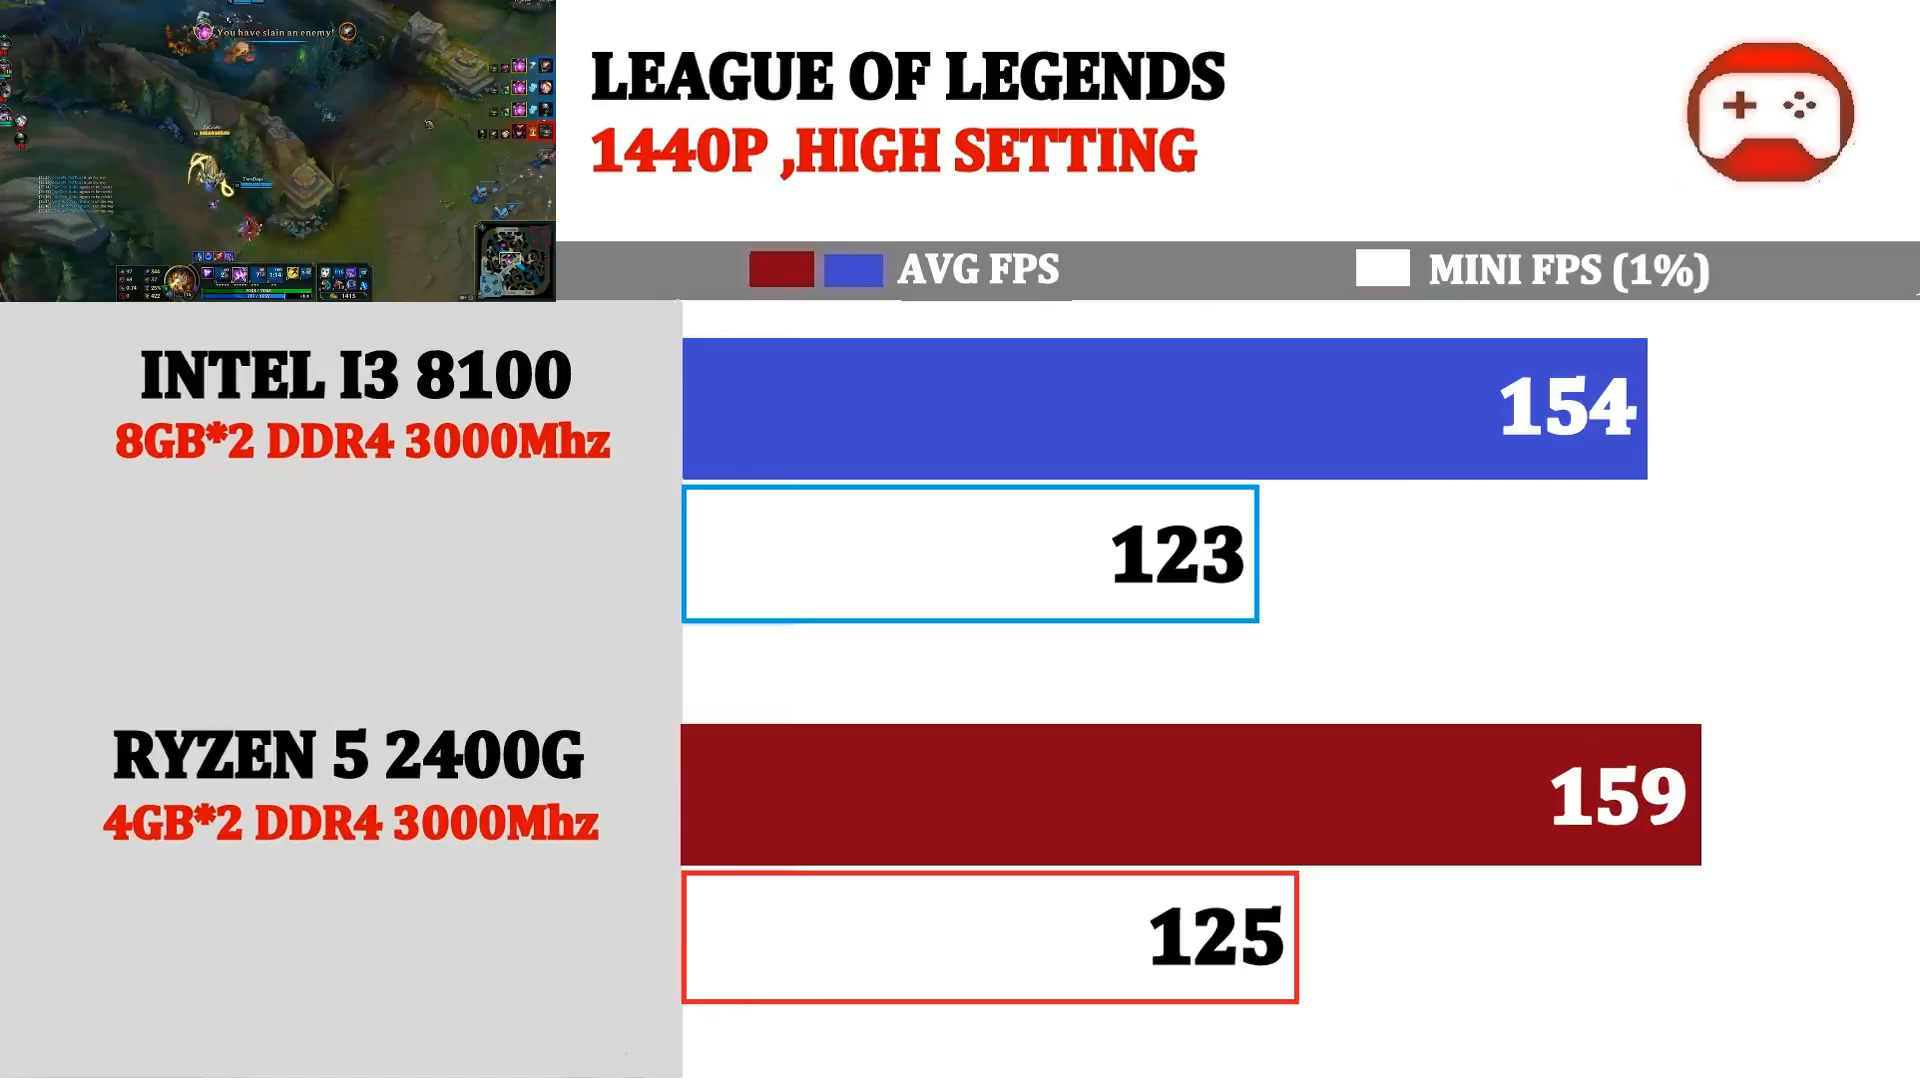 You have slain an enemy!
LEAGUE OF LEGENDS
1440P ,HIGH SETTING
AVG FPS
MINI FPS (1%)
INTEL I3 8100
8GB*2 DDR4 3000Mhz
154
123
RYZEN 5 2400G
4GB*2 DDR4 3000Mhz
159
125
1415